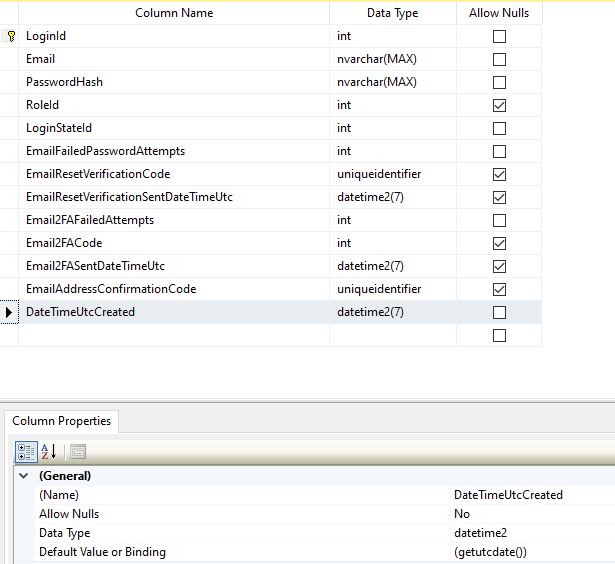 Column Name Data Type Allow Nulls
LoginId int
Email nvarchar(MAX)
PasswordHash nvarchar(MAX)
RoleId int
LoginStateId int
EmailFailedPasswordAttempts int
EmailResetVerificationCode uniqueidentifier
EmailResetVerificationSentDateTimeUtc datetime2(7)
Email2FAFailedAttempts int
Email2FACode int
Email2FASentDateTimeUtc datetime2(7)
EmailAddressConfirmationCode uniqueidentifier
DateTimeUtcCreated datetime2(7)
Column Properties
A Z
(General)
(Name) DateTimeUtcCreated
Allow Nulls No
Data Type datetime2
Default Value or Binding (getutcdate())